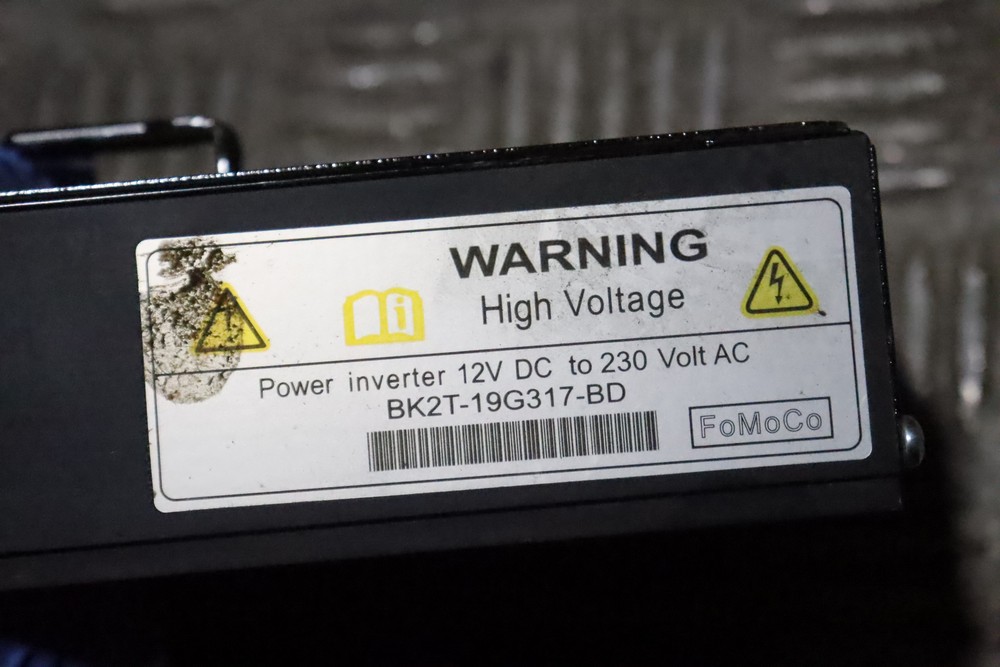 WARNING
High Voltage
Power inverter 12V DC to 230 Volt AC
BK2T-19G317-BD
FoMoCo